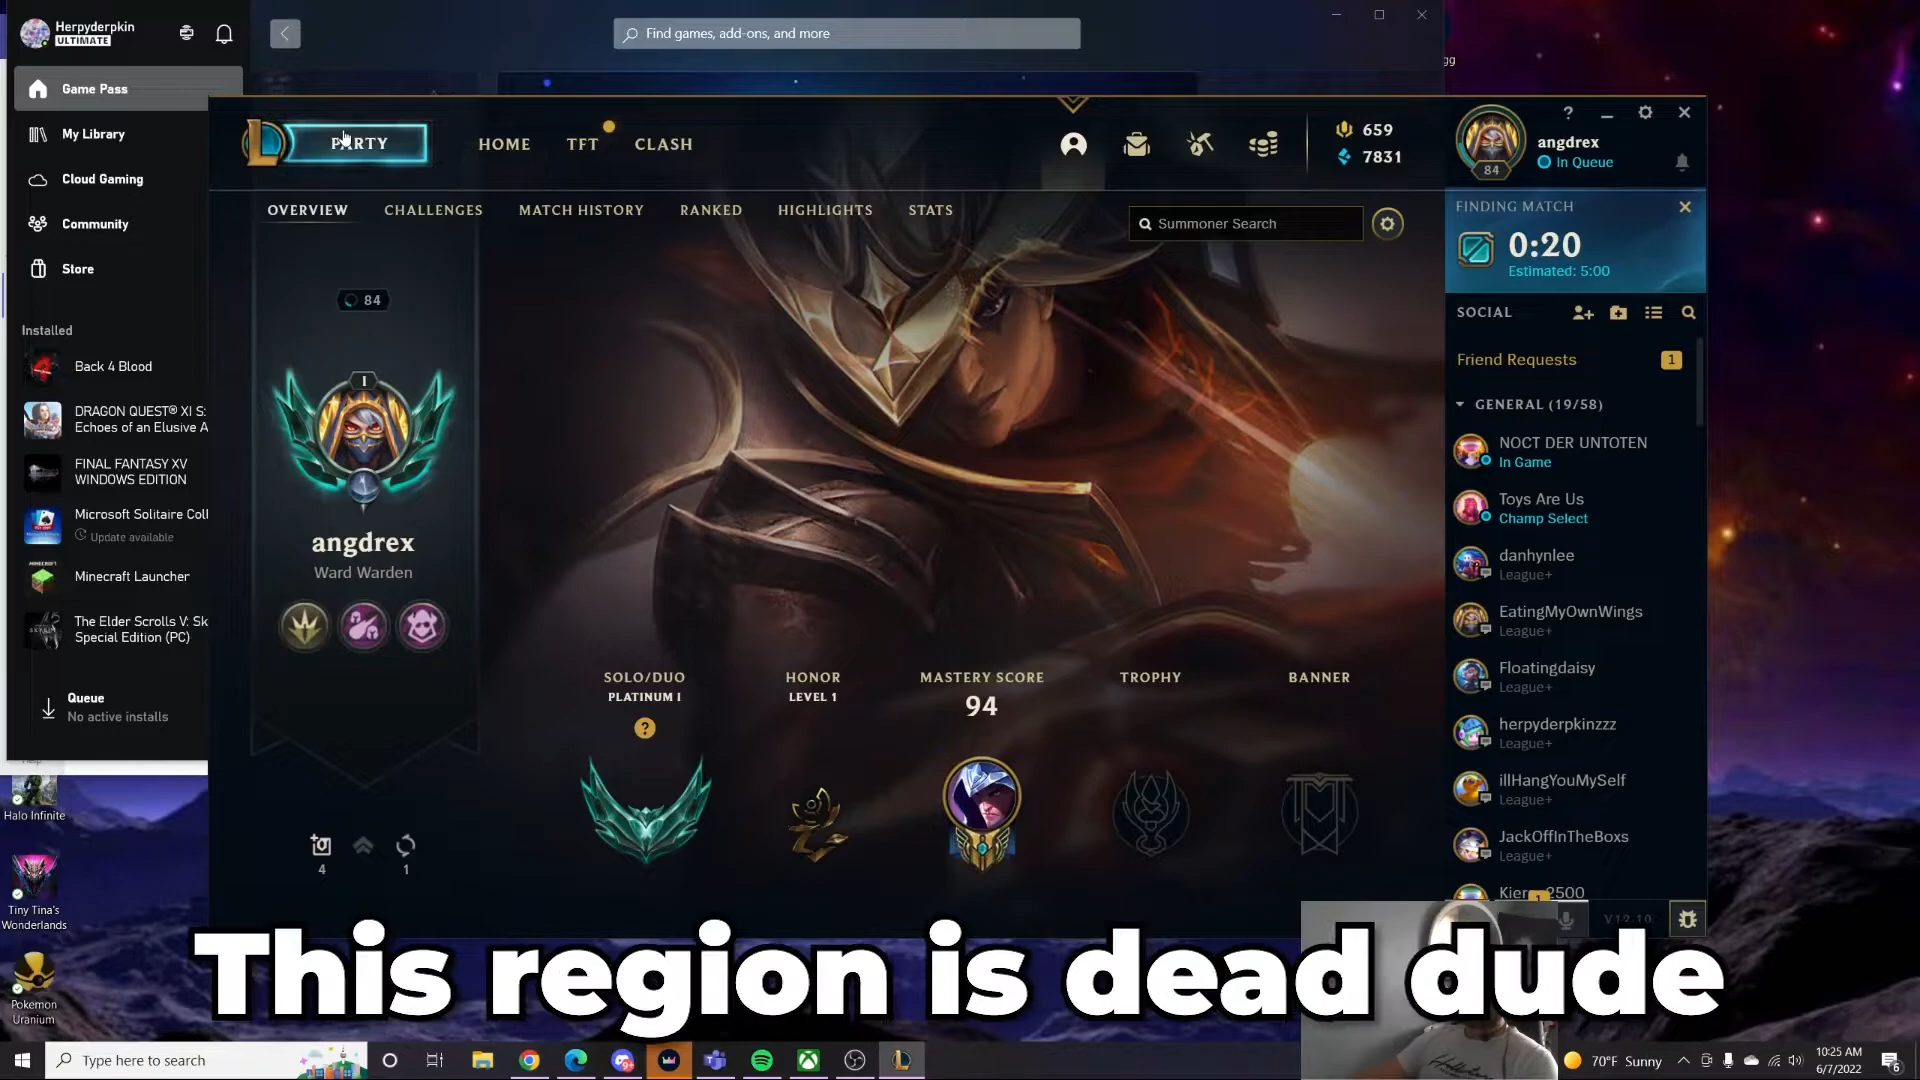 Herpyderpkin
ULTIMATE
Find games, add-ons, and more
gg
Game Pass
My Library
Cloud Gaming
Community
Store
Installed
Back 4 Blood
DRAGON QUEST® XI S:
Echoes of an Elusive A
FINAL FANTASY XV
WINDOWS EDITION
Microsoft Solitaire Coll
Update available
Minecraft Launcher
The Elder Scrolls V: Sk
Special Edition (PC)
Queue
No active installs
PARTY
HOME
TFT
CLASH
659
7831
84
angdrex
In Queue
OVERVIEW
CHALLENGES
MATCH HISTORY
RANKED
HIGHLIGHTS
STATS
Summoner Search
FINDING MATCH
0:20
Estimated: 5:00
SOCIAL
Friend Requests
1
GENERAL (19/58)
NOCT DER UNTOTEN
In Game
Toys Are Us
Champ Select
danhynlee
League+
EatingMyOwnWings
League+
Floatingdaisy
League+
herpyderpkinzzz
League+
illHangYouMySelf
League+
JackOffInTheBoxs
League+
84
I
angdrex
Ward Warden
4
1
SOLO/DUO
PLATINUM I
?
HONOR
LEVEL 1
MASTERY SCORE
94
TROPHY
BANNER
V12.10
Halo Infinite
Tiny Tina's
Wonderlands
Pokemon
Uranium
This region is dead dude
Type here to search
70°F Sunny
10:25 AM
6/7/2022
6